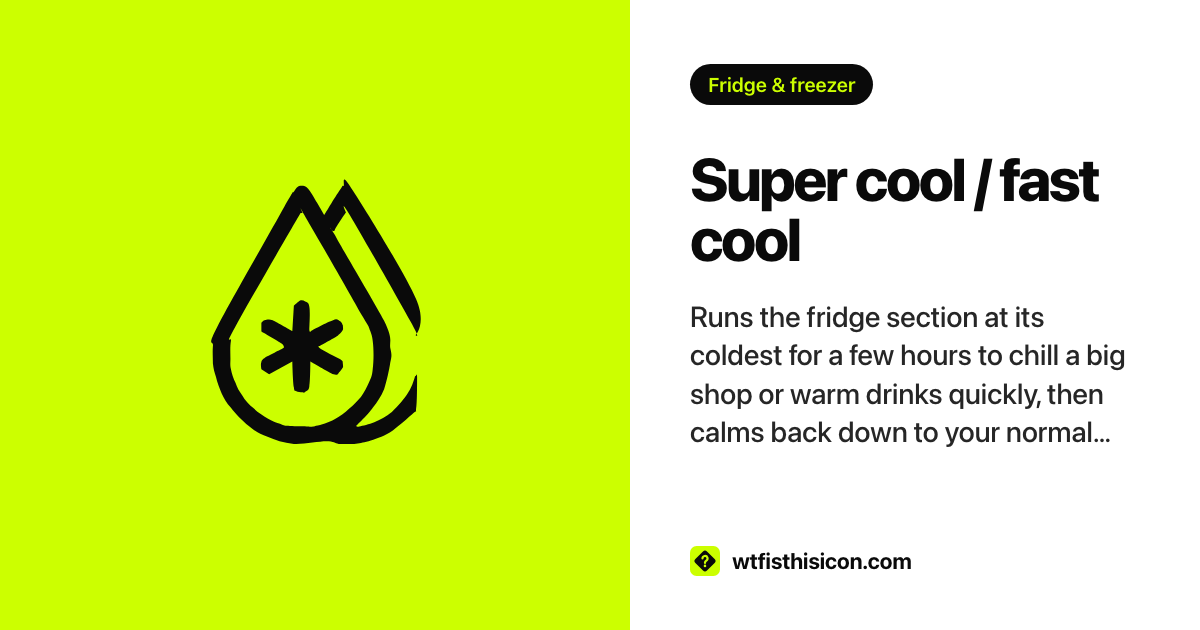 Fridge & freezer
Super cool / fast
cool
Runs the fridge section at its
coldest for a few hours to chill a big
shop or warm drinks quickly, then
calms back down to your normal...
?
wtfisthisicon.com